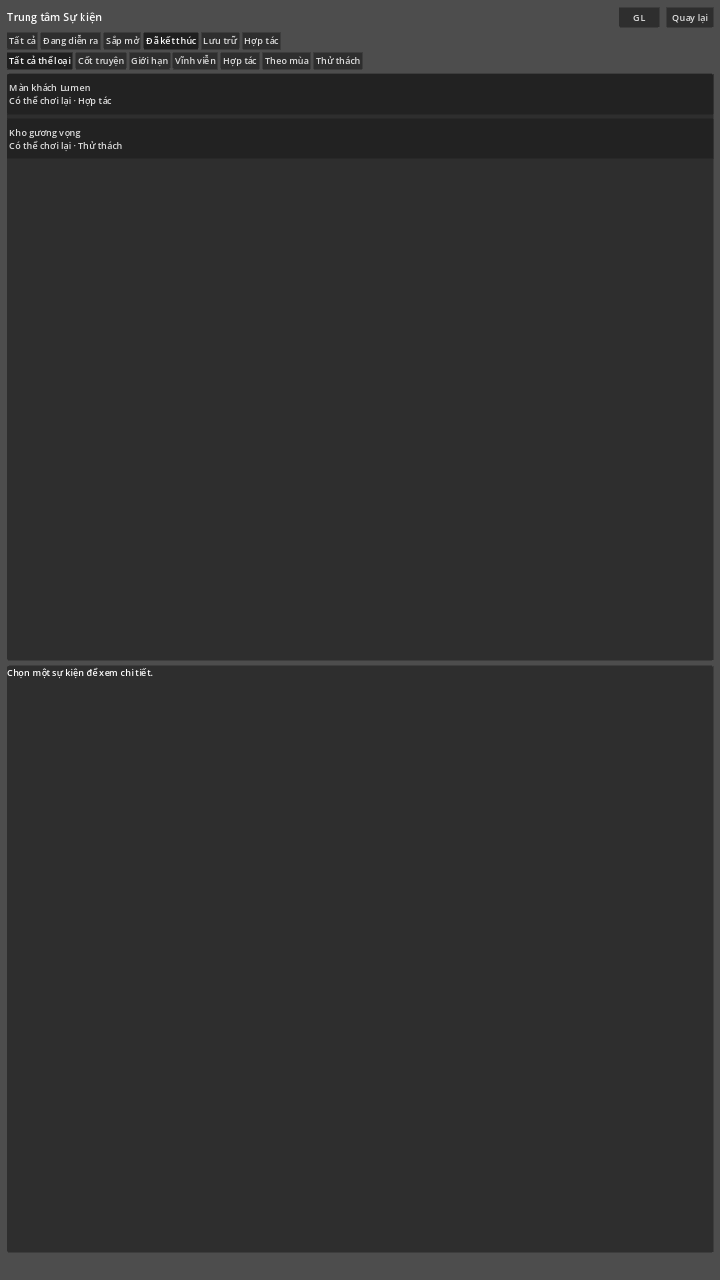 Trung tâm Sự kiện GL Quay lại
Tất cả Đang diễn ra Sắp mở Đã kết thúc Lưu trữ Hợp tác
Tất cả thể loại Cốt truyện Giới hạn Vĩnh viễn Hợp tác Theo mùa Thử thách
Màn khách Lumen
Có thể chơi lại · Hợp tác
Kho gương vọng
Có thể chơi lại · Thử thách
Chọn một sự kiện để xem chi tiết.